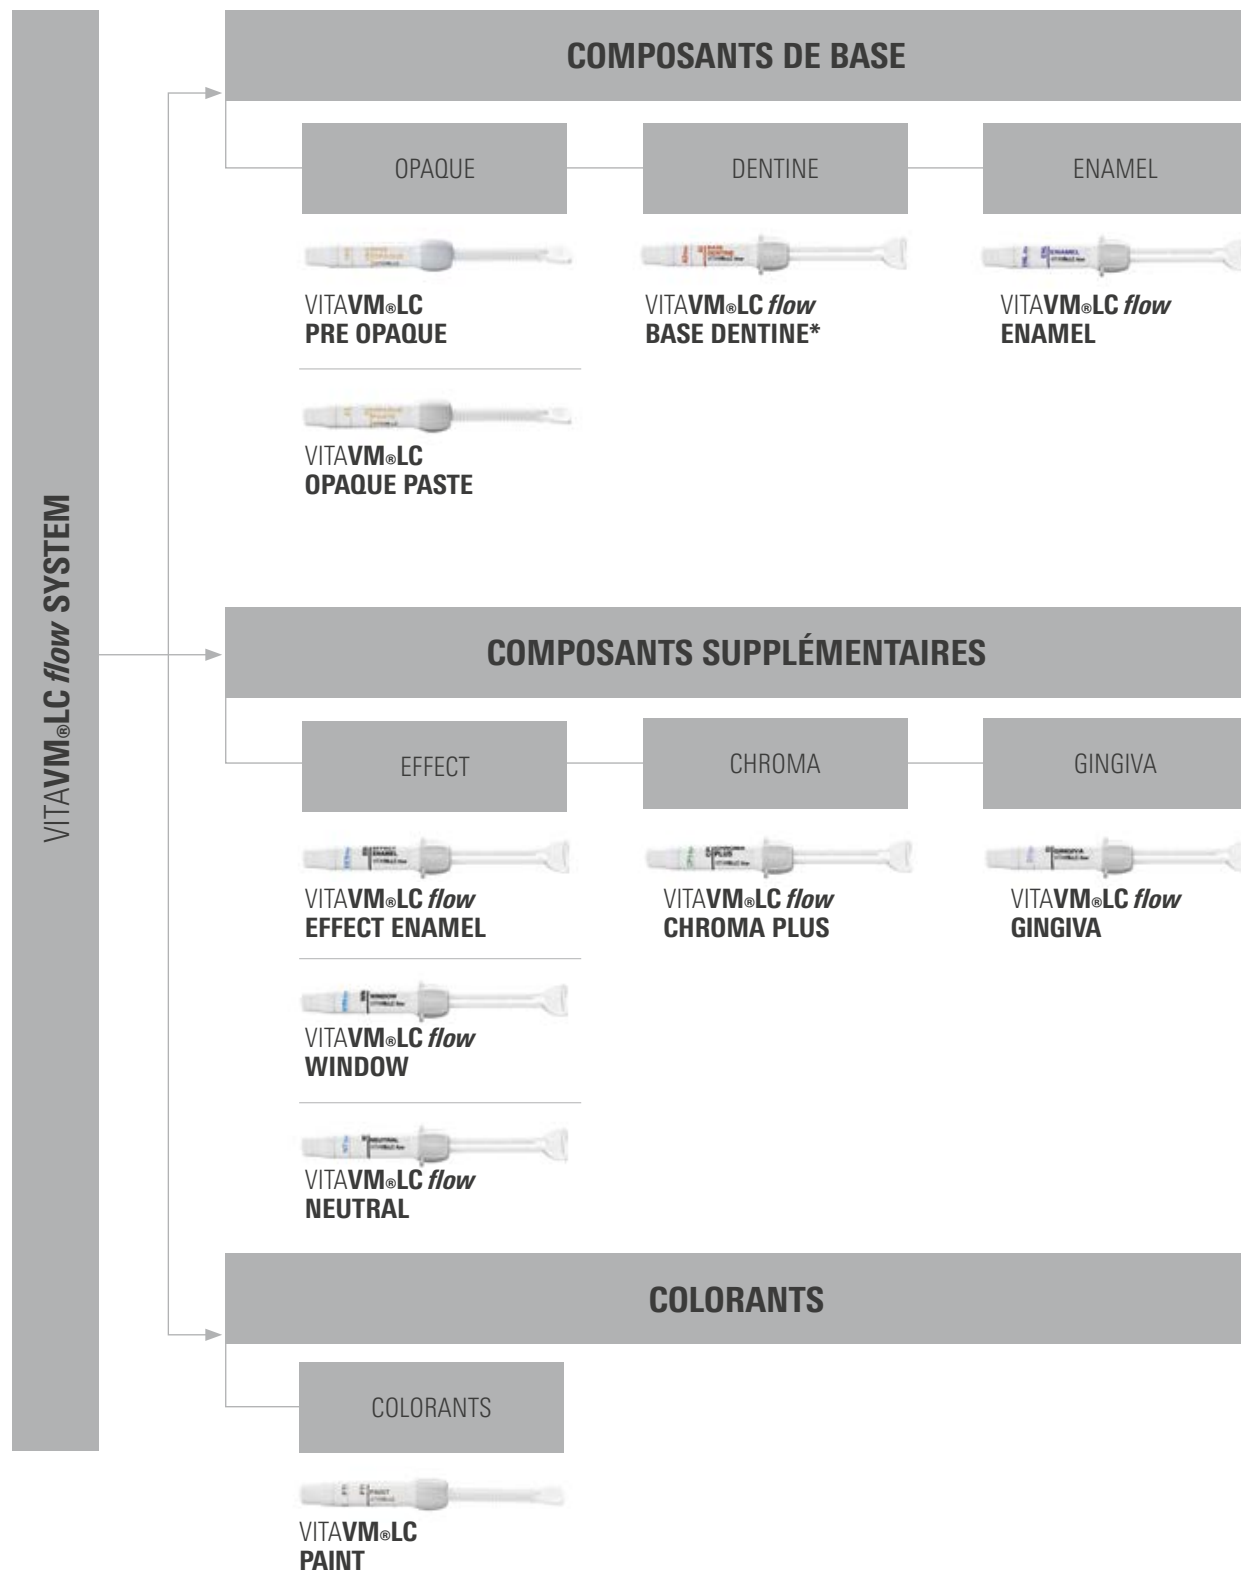 VITAVM®LC flow SYSTEM
COMPOSANTS DE BASE
OPAQUE
DENTINE
ENAMEL
VITAVM®LC
PRE OPAQUE
VITAVM®LC flow
BASE DENTINE*
VITAVM®LC flow
ENAMEL
VITAVM®LC
OPAQUE PASTE
COMPOSANTS SUPPLÉMENTAIRES
EFFECT
CHROMA
GINGIVA
VITAVM®LC flow
EFFECT ENAMEL
VITAVM®LC flow
CHROMA PLUS
VITAVM®LC flow
GINGIVA
VITAVM®LC flow
WINDOW
VITAVM®LC flow
NEUTRAL
COLORANTS
COLORANTS
VITAVM®LC
PAINT